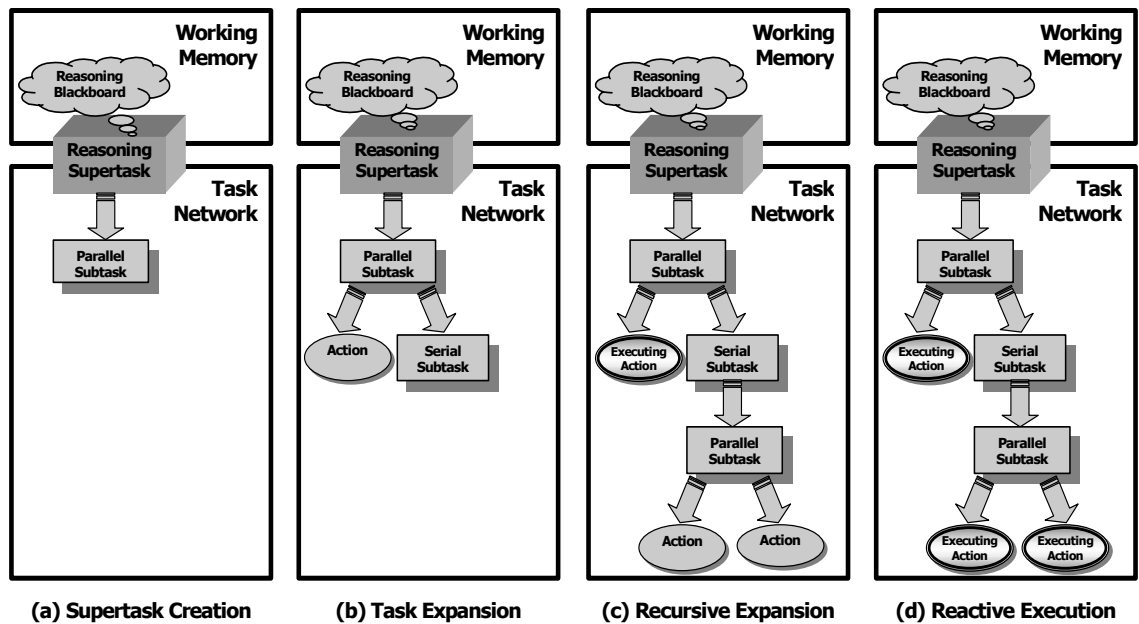 Working
Memory
Reasoning
Blackboard
Reasoning
Supertask
Task
Network
Parallel
Subtask
(a) Supertask Creation
Working
Memory
Reasoning
Blackboard
Reasoning
Supertask
Task
Network
Parallel
Subtask
Action
Serial
Subtask
(b) Task Expansion
Working
Memory
Reasoning
Blackboard
Reasoning
Supertask
Task
Network
Parallel
Subtask
Executing
Action
Serial
Subtask
Parallel
Subtask
Action
Action
(c) Recursive Expansion
Working
Memory
Reasoning
Blackboard
Reasoning
Supertask
Task
Network
Parallel
Subtask
Executing
Action
Serial
Subtask
Parallel
Subtask
Executing
Action
Executing
Action
(d) Reactive Execution